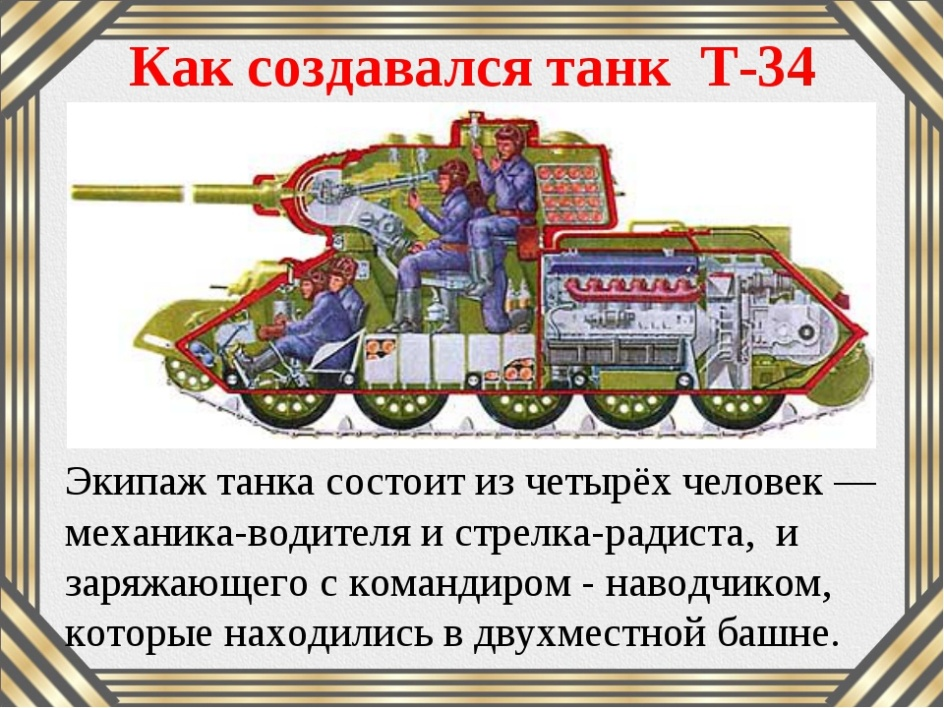 Как создавался танк Т-34
Экипаж танка состоит из четырёх человек —
механика-водителя и стрелка-радиста, и
заряжающего с командиром - наводчиком,
которые находились в двухместной башне.